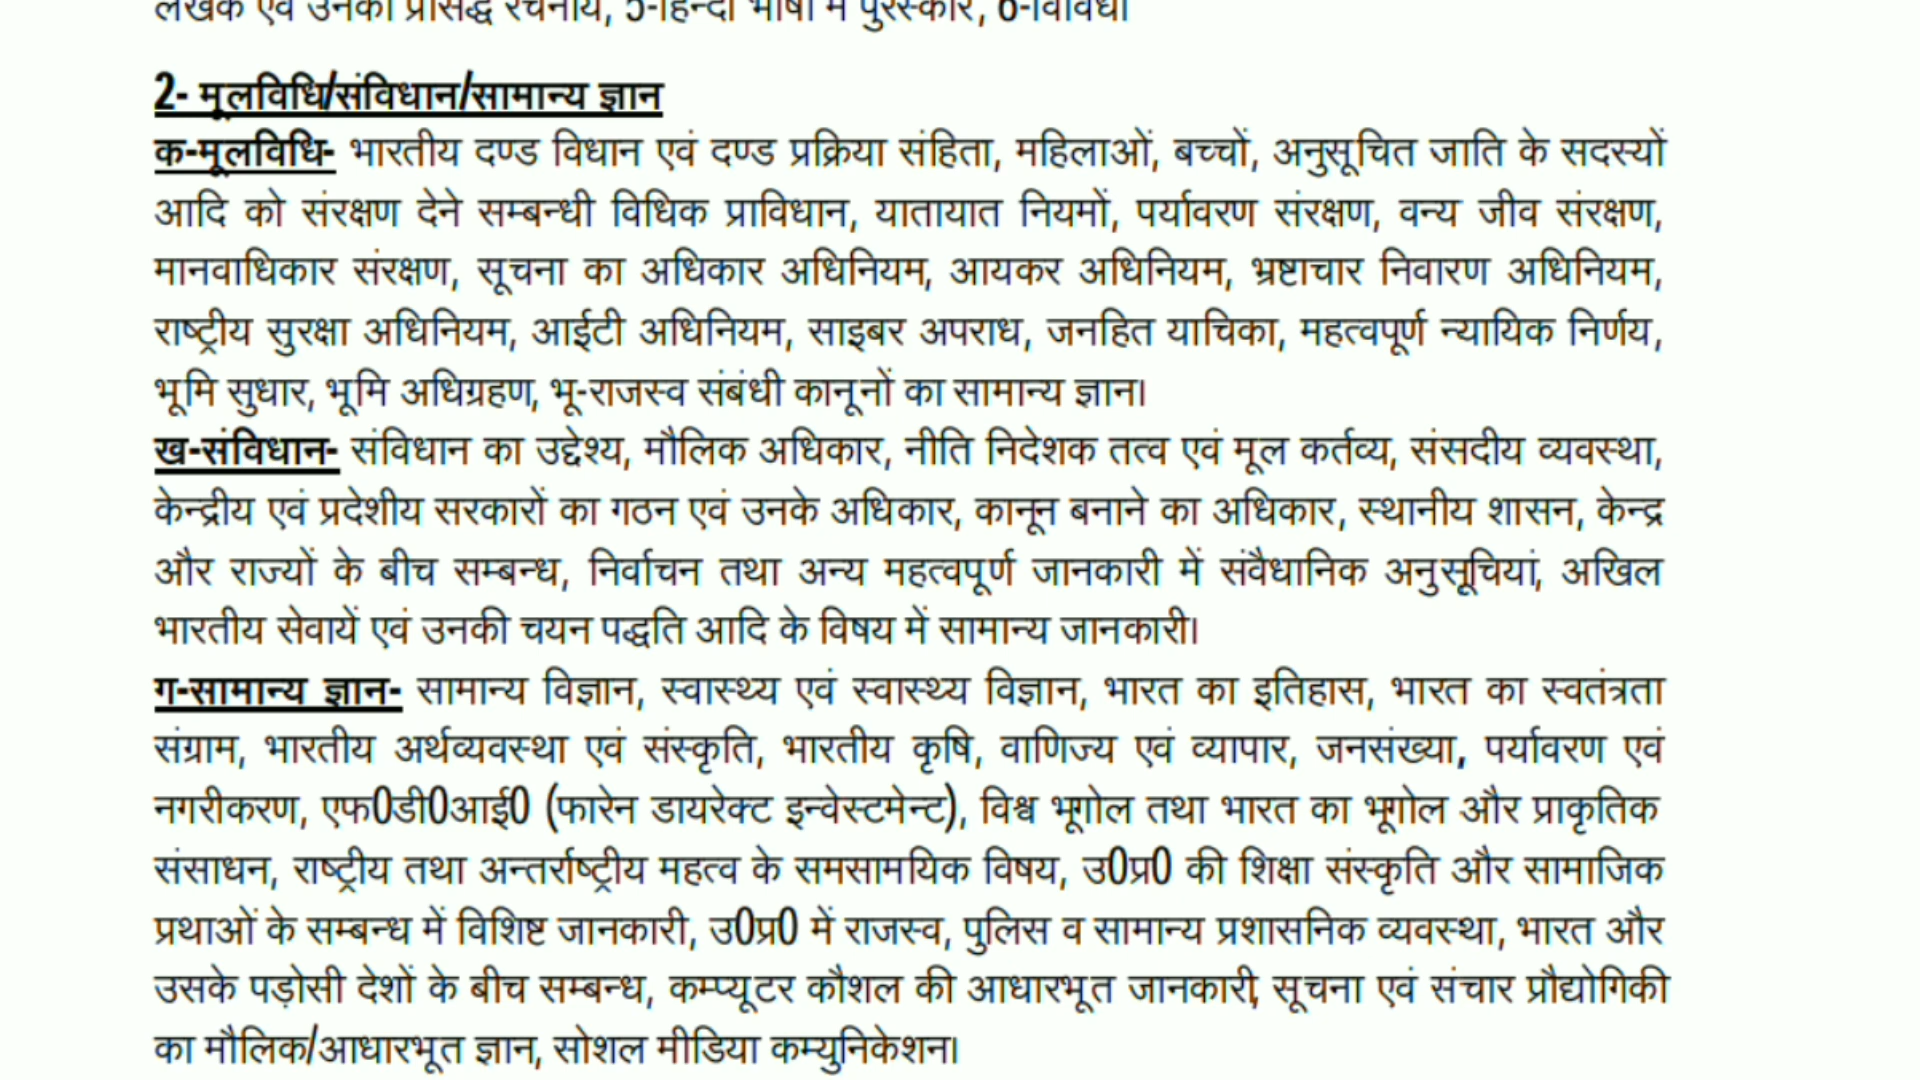 लेखक एवं उनकी प्रसिद्ध रचनायें, 5-हिन्दी भाषा में पुरस्कार, 6-विविध।
2- मूलविधि/संविधान/सामान्य ज्ञान
क-मूलविधि- भारतीय दण्ड विधान एवं दण्ड प्रक्रिया संहिता, महिलाओं, बच्चों, अनुसूचित जाति के सदस्यों
आदि को संरक्षण देने सम्बन्धी विधिक प्राविधान, यातायात नियमों, पर्यावरण संरक्षण, वन्य जीव संरक्षण,
मानवाधिकार संरक्षण, सूचना का अधिकार अधिनियम, आयकर अधिनियम, भ्रष्टाचार निवारण अधिनियम,
राष्ट्रीय सुरक्षा अधिनियम, आईटी अधिनियम, साइबर अपराध, जनहित याचिका, महत्वपूर्ण न्यायिक निर्णय,
भूमि सुधार, भूमि अधिग्रहण, भू-राजस्व संबंधी कानूनों का सामान्य ज्ञान।
ख-संविधान- संविधान का उद्देश्य, मौलिक अधिकार, नीति निदेशक तत्व एवं मूल कर्तव्य, संसदीय व्यवस्था,
केन्द्रीय एवं प्रदेशीय सरकारों का गठन एवं उनके अधिकार, कानून बनाने का अधिकार, स्थानीय शासन, केन्द्र
और राज्यों के बीच सम्बन्ध, निर्वाचन तथा अन्य महत्वपूर्ण जानकारी में संवैधानिक अनुसूचियां, अखिल
भारतीय सेवायें एवं उनकी चयन पद्धति आदि के विषय में सामान्य जानकारी।
ग-सामान्य ज्ञान- सामान्य विज्ञान, स्वास्थ्य एवं स्वास्थ्य विज्ञान, भारत का इतिहास, भारत का स्वतंत्रता
संग्राम, भारतीय अर्थव्यवस्था एवं संस्कृति, भारतीय कृषि, वाणिज्य एवं व्यापार, जनसंख्या, पर्यावरण एवं
नगरीकरण, एफ0डी0आई0 (फारेन डायरेक्ट इन्वेस्टमेन्ट), विश्व भूगोल तथा भारत का भूगोल और प्राकृतिक
संसाधन, राष्ट्रीय तथा अन्तर्राष्ट्रीय महत्व के समसामयिक विषय, उ0प्र0 की शिक्षा संस्कृति और सामाजिक
प्रथाओं के सम्बन्ध में विशिष्ट जानकारी, उ0प्र0 में राजस्व, पुलिस व सामान्य प्रशासनिक व्यवस्था, भारत और
उसके पड़ोसी देशों के बीच सम्बन्ध, कम्प्यूटर कौशल की आधारभूत जानकारी, सूचना एवं संचार प्रौद्योगिकी
का मौलिक/आधारभूत ज्ञान, सोशल मीडिया कम्युनिकेशन।